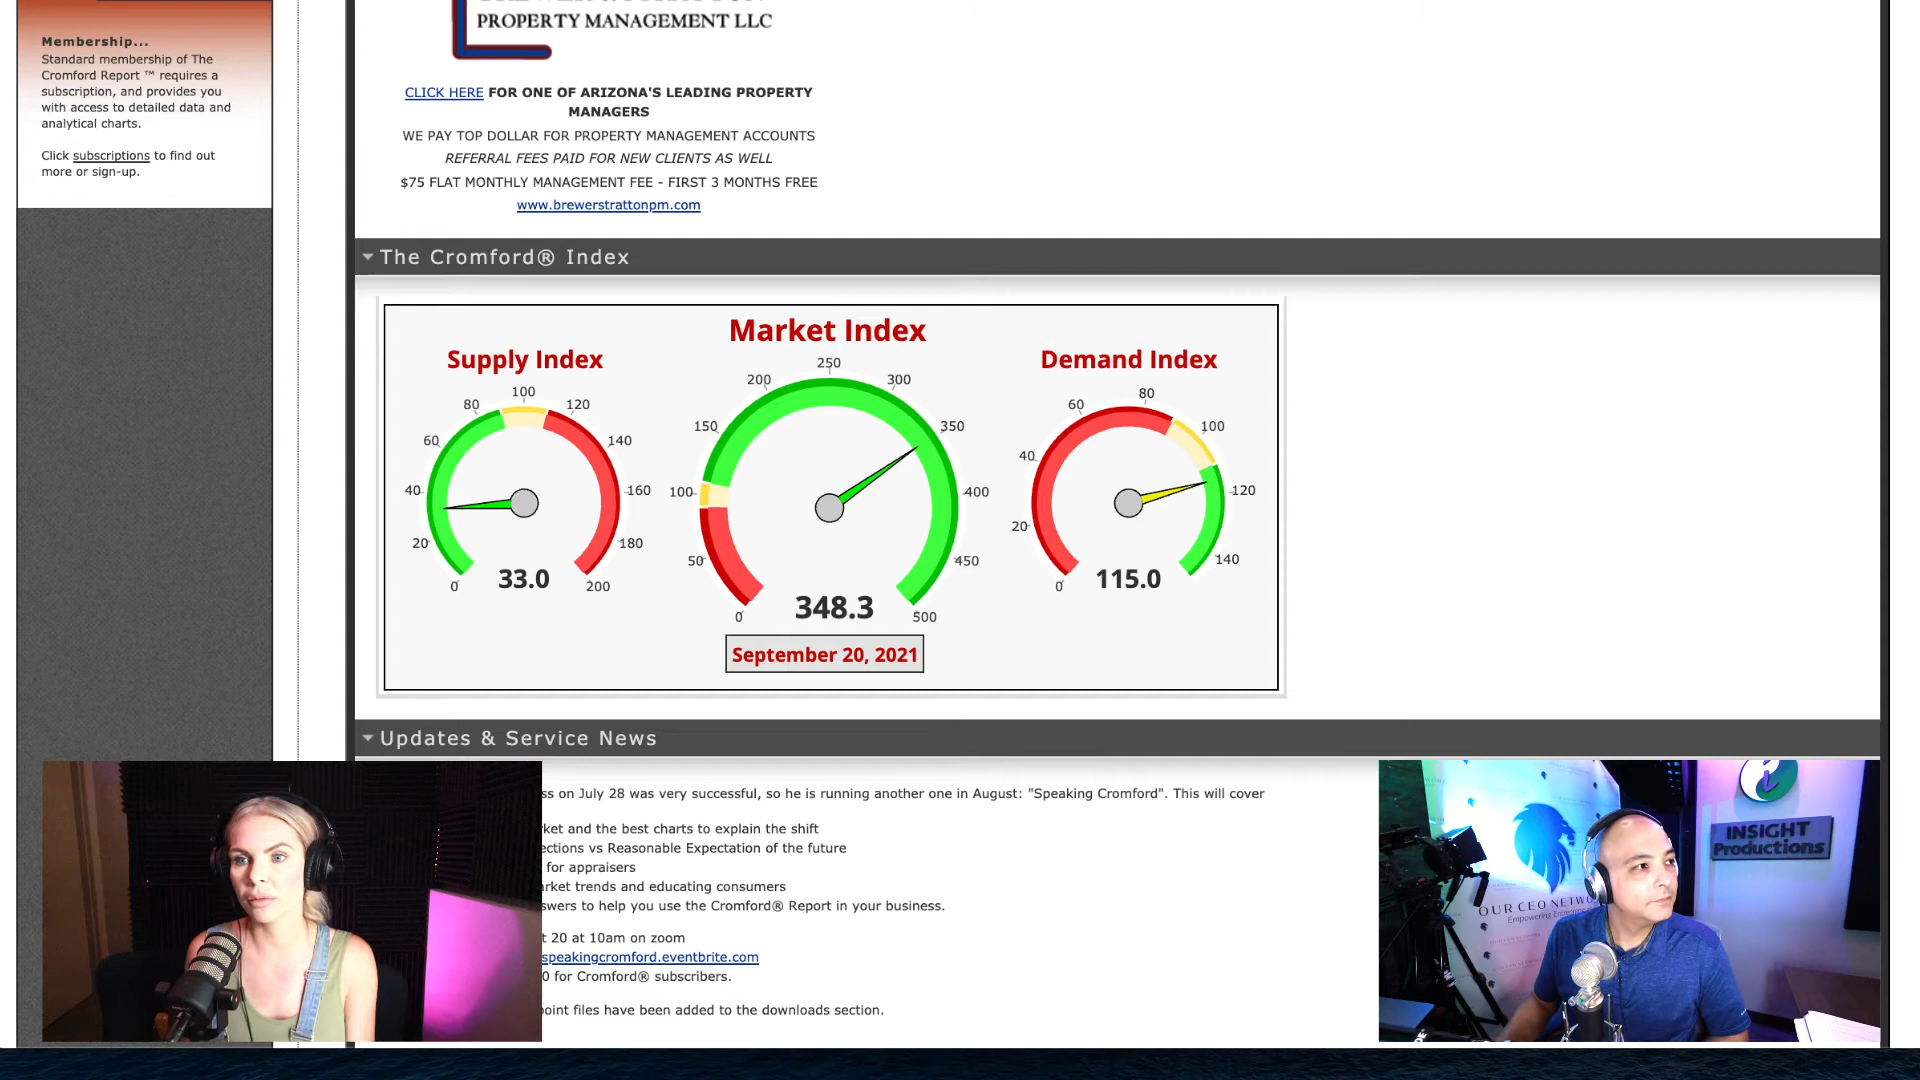 PROPERTY MANAGEMENT LLC
Membership...
Standard membership of The
Cromford Report ™ requires a
subscription, and provides you
with access to detailed data and
analytical charts.
Click subscriptions to find out
more or sign-up.
CLICK HERE FOR ONE OF ARIZONA'S LEADING PROPERTY
MANAGERS
WE PAY TOP DOLLAR FOR PROPERTY MANAGEMENT ACCOUNTS
REFERRAL FEES PAID FOR NEW CLIENTS AS WELL
$75 FLAT MONTHLY MANAGEMENT FEE - FIRST 3 MONTHS FREE
www.brewerstrattonpm.com
The Cromford® Index
Supply Index
0
20
40
60
80
100
120
140
160
180
200
33.0
Market Index
0
50
100
150
200
250
300
350
400
450
500
348.3
September 20, 2021
Demand Index
0
20
40
60
80
100
120
140
115.0
Updates & Service News
ss on July 28 was very successful, so he is running another one in August: "Speaking Cromford". This will cover
ket and the best charts to explain the shift
ections vs Reasonable Expectation of the future
for appraisers
arket trends and educating consumers
swers to help you use the Cromford® Report in your business.
t 20 at 10am on zoom
speakingcromford.eventbrite.com
0 for Cromford® subscribers.
point files have been added to the downloads section.
INSIGHT
Productions
OUR CEO NETWO
Empowering